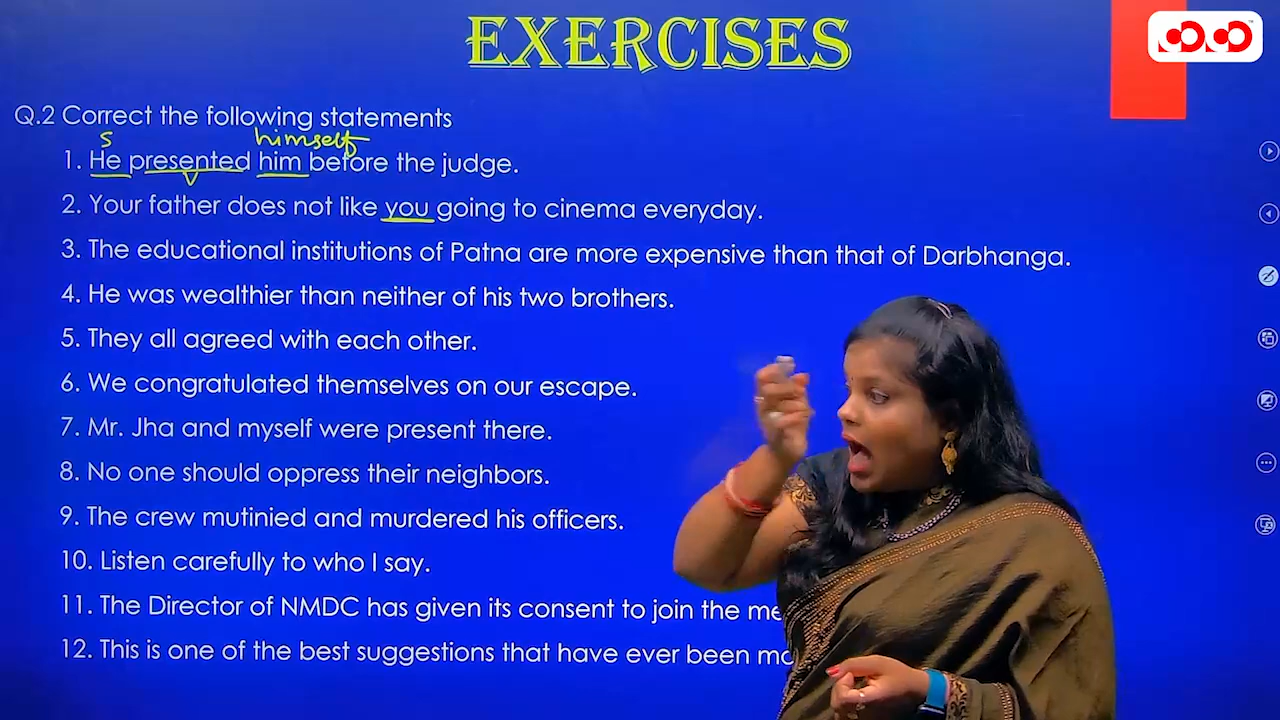 EXERCISES
Q.2 Correct the following statements
s himself
1. He presented him before the judge.
v
2. Your father does not like you going to cinema everyday.
3. The educational institutions of Patna are more expensive than that of Darbhanga.
4. He was wealthier than neither of his two brothers.
5. They all agreed with each other.
6. We congratulated themselves on our escape.
7. Mr. Jha and myself were present there.
8. No one should oppress their neighbors.
9. The crew mutinied and murdered his officers.
10. Listen carefully to who I say.
11. The Director of NMDC has given its consent to join the
12. This is one of the best suggestions that have ever been